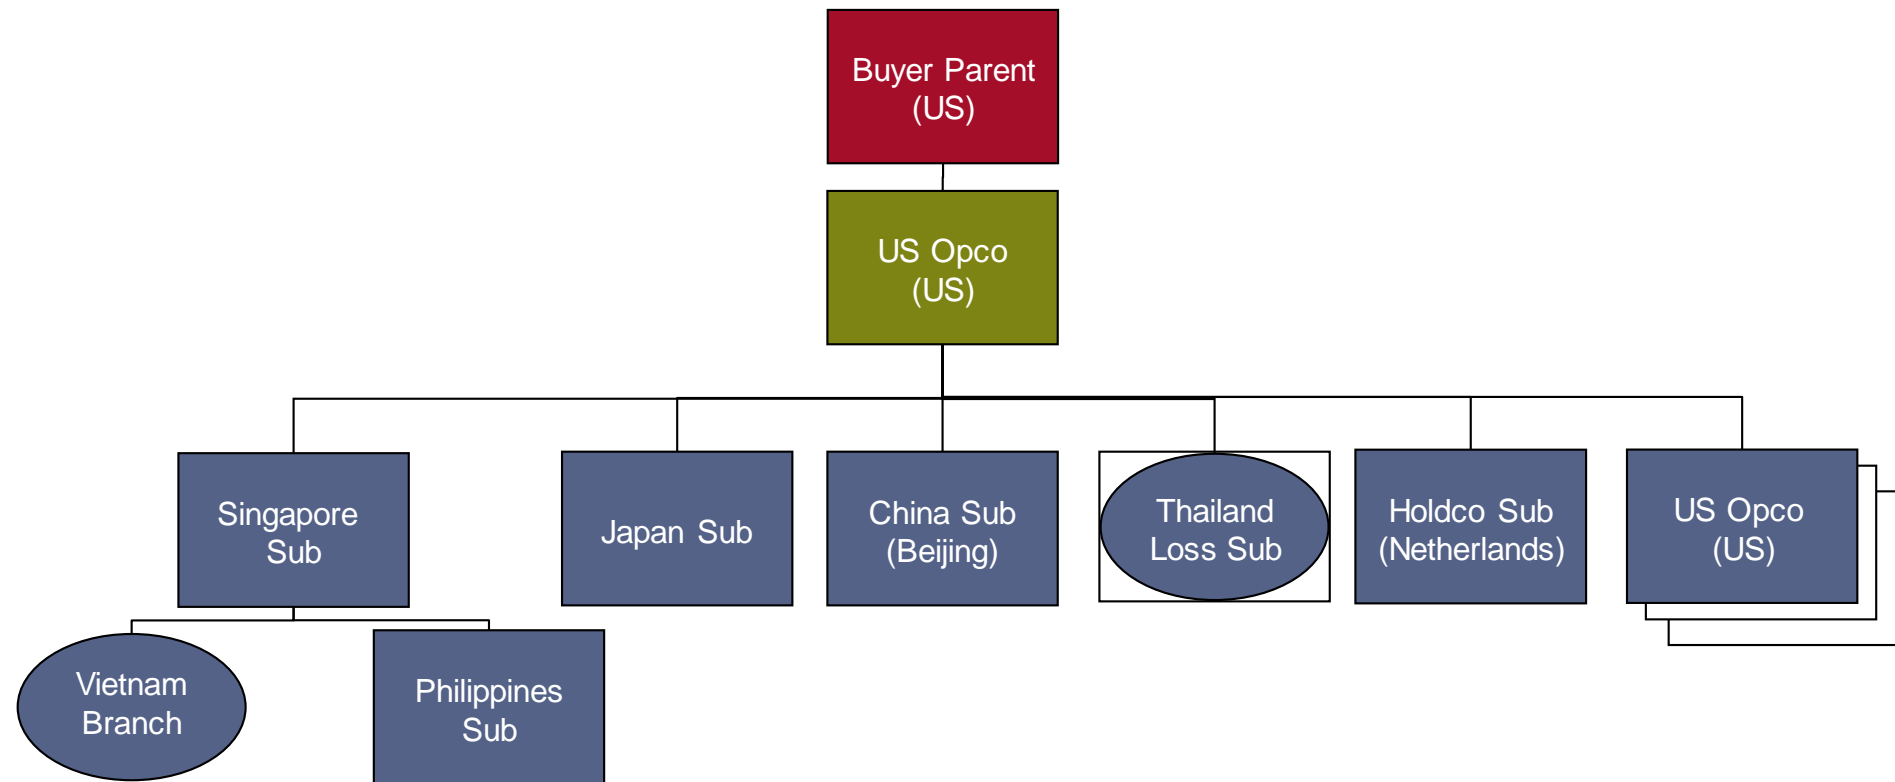 Buyer Parent
(US)
US Opco
(US)
Singapore
Sub
Japan Sub
China Sub
(Beijing)
Thailand
Loss Sub
Holdco Sub
(Netherlands)
US Opco
(US)
Vietnam
Branch
Philippines
Sub